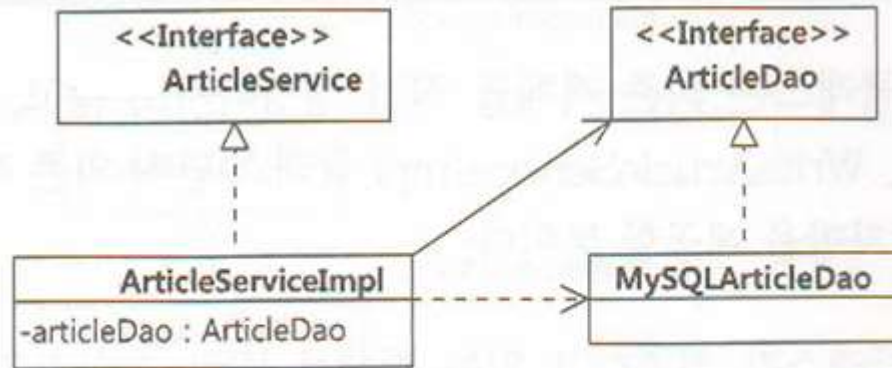 <<Interface>>
ArticleService
<<Interface>>
ArticleDao
ArticleServiceImpl
-articleDao : ArticleDao
MySQLArticleDao